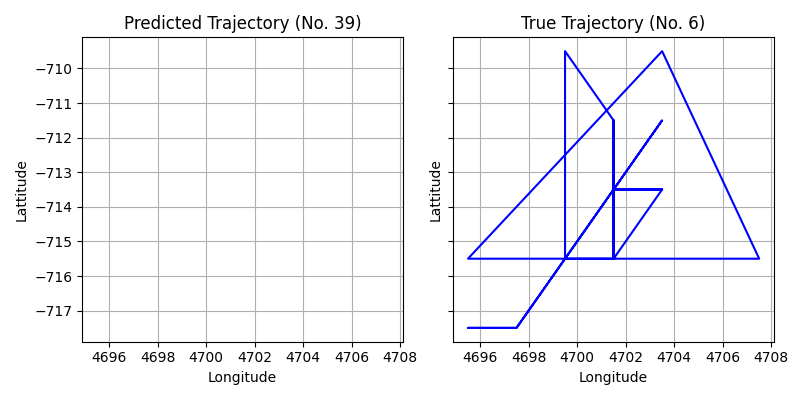 Predicted Trajectory (No. 39)
True Trajectory (No. 6)
Lattitude
−710
−711
−712
−713
−714
−715
−716
−717
4696 4698 4700 4702 4704 4706 4708
Longitude
Lattitude
4696 4698 4700 4702 4704 4706 4708
Longitude